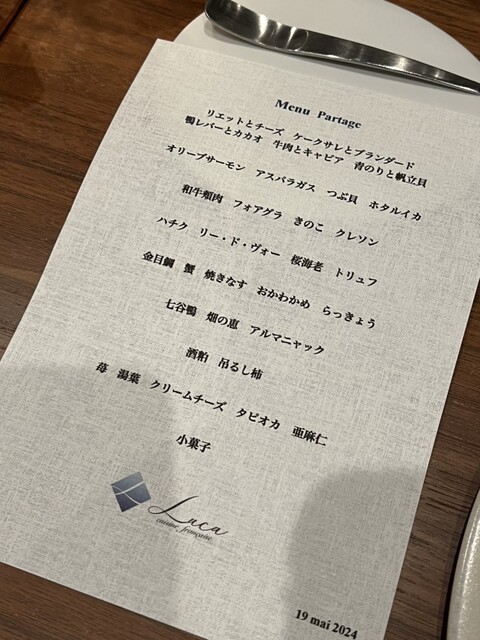 Menu Partage
リエットとチーズ ケークサレとブランダード
鴨レバーとカカオ 牛肉とキャビア 青のりと帆立貝
オリーブサーモン アスパラガス つぶ貝 ホタルイカ
和牛頬肉 フォアグラ きのこ クレソン
ハチク リー・ド・ヴォー 桜海老 トリュフ
金目鯛 蟹 焼きなす おかわかめ らっきょう
七谷鴨 畑の恵 アルマニャック
酒粕 吊るし柿
苺 湯葉 クリームチーズ タピオカ 亜麻仁
小菓子
Luca
cuisine française
19 mai 2024